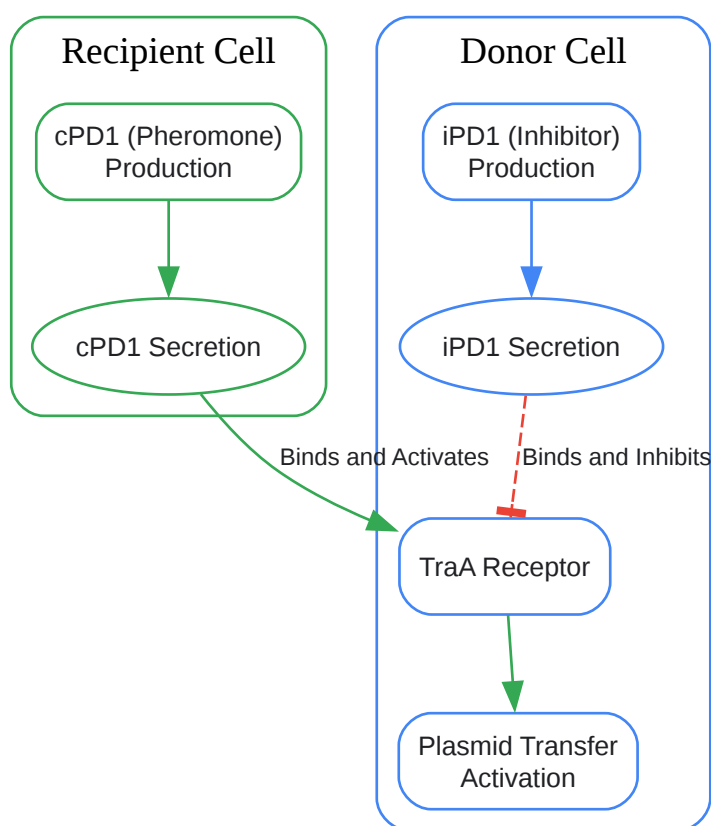 Recipient Cell
Donor Cell
cPD1 (Pheromone)
Production
iPD1 (Inhibitor)
Production
cPD1 Secretion
iPD1 Secretion
Binds and Activates
Binds and Inhibits
TraA Receptor
Plasmid Transfer
Activation